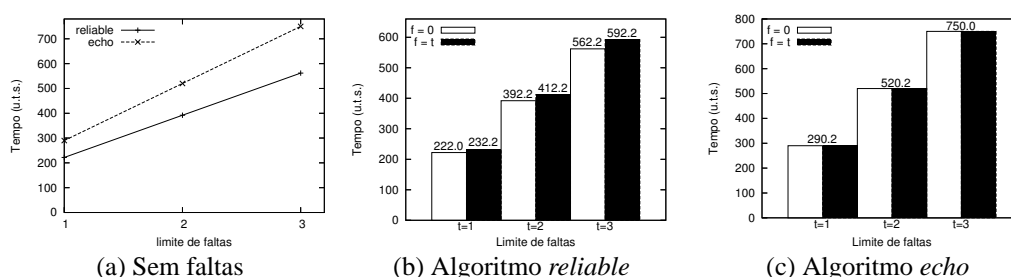 reliable
echo
700
600
500
400
300
200
100
0
1
2
3
Tempo (u.t.s.)
limite de faltas
(a) Sem faltas
f = 0
f = t
600
500
400
300
200
100
0
222.0
232.2
392.2
412.2
562.2
592.2
t=1
t=2
t=3
Tempo (u.t.s.)
Limite de faltas
(b) Algoritmo reliable
f = 0
f = t
800
700
600
500
400
300
200
100
0
290.2
520.2
750.0
t=1
t=2
t=3
Tempo (u.t.s.)
Limite de faltas
(c) Algoritmo echo